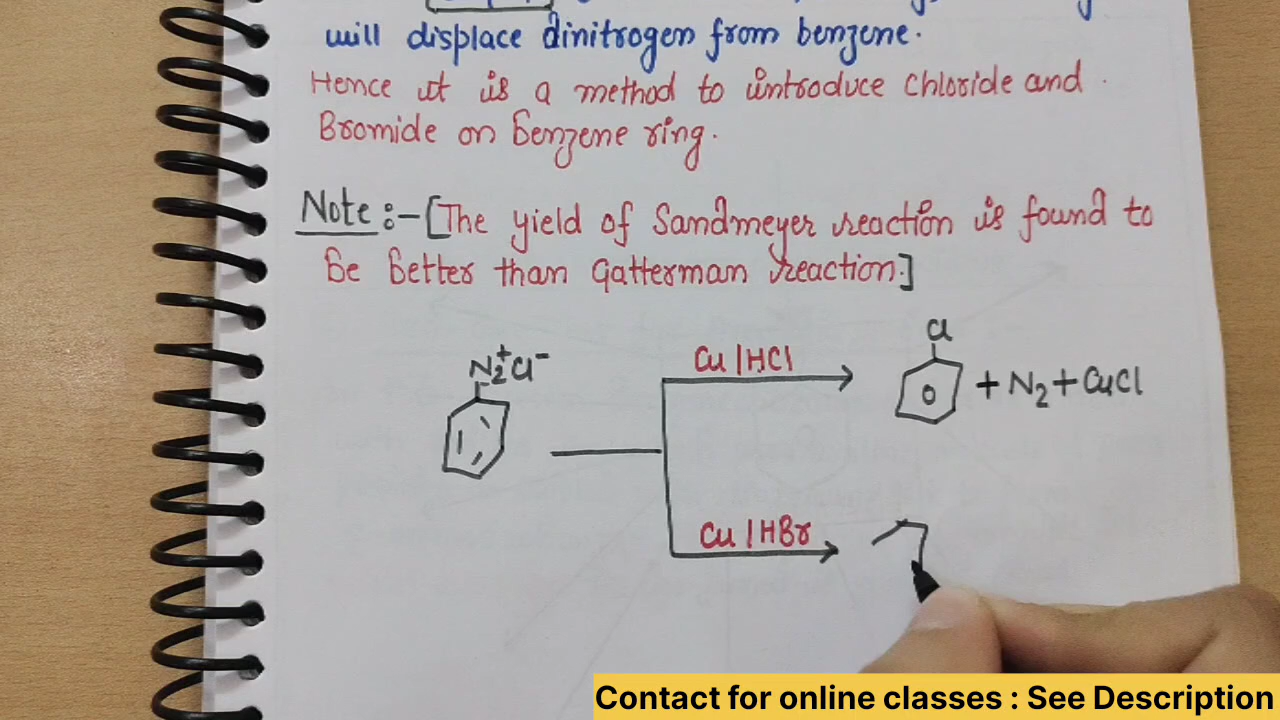 will displace dinitrogen from benzene.
Hence it is a method to introduce Chloride and
Bromide on benzene ring.
Note :- [The yield of Sandmeyer reaction is found to
be better than Gatterman reaction.]
Cl
N₂⁺Cl⁻
Cu | HCl
+ N₂ + CuCl
Cu | HBr
Contact for online classes : See Description